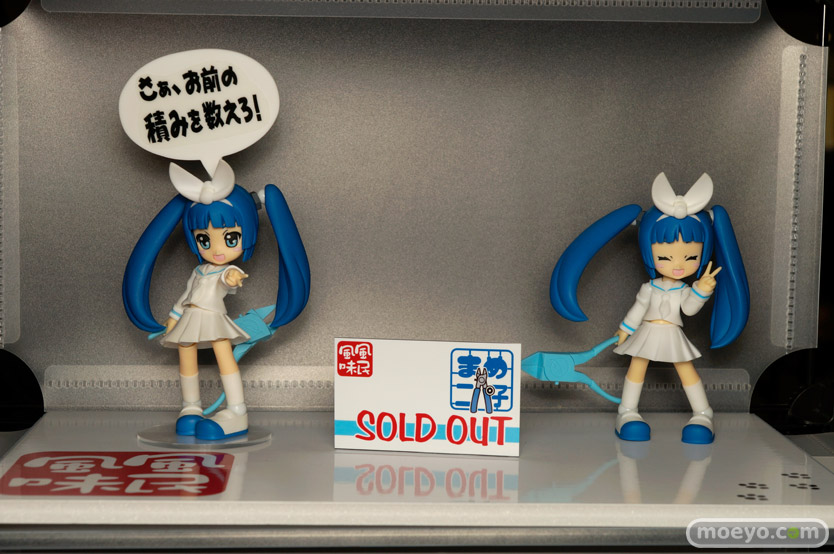 さぁ、お前の
積みを数えろ！
風風
味民
まめ
ニ子
SOLD OUT
風風
味民
moeyo.com